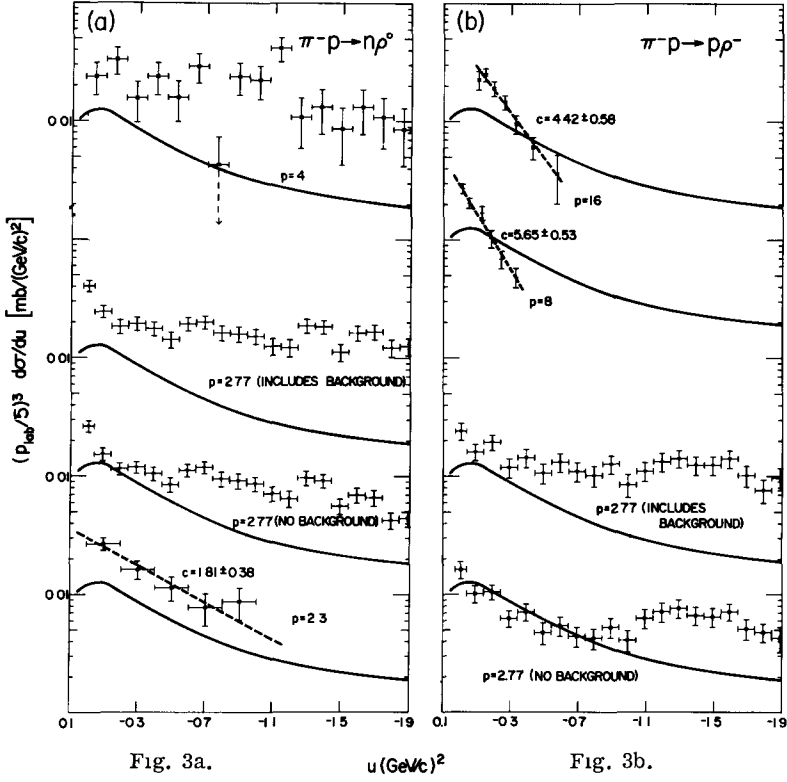 (a)
π⁻p→nρ°
0.01
p=4
0.01
p=2.77 (INCLUDES BACKGROUND)
0.01
p=2.77 (NO BACKGROUND)
c=1.81±0.38
0.01
p=2.3
0.1 -0.3 -0.7 -1.1 -1.5 -1.9
Fig. 3a.
(p_lab/5)³ dσ/du [mb/(GeV/c)²]
u(GeV/c)²
(b)
π⁻p→pρ⁻
c=4.42±0.58
p=16
c=5.65±0.53
p=8
p=2.77 (INCLUDES
BACKGROUND)
p=2.77 (NO BACKGROUND)
0.1 -0.3 -0.7 -1.1 -1.5 -1.9
Fig. 3b.